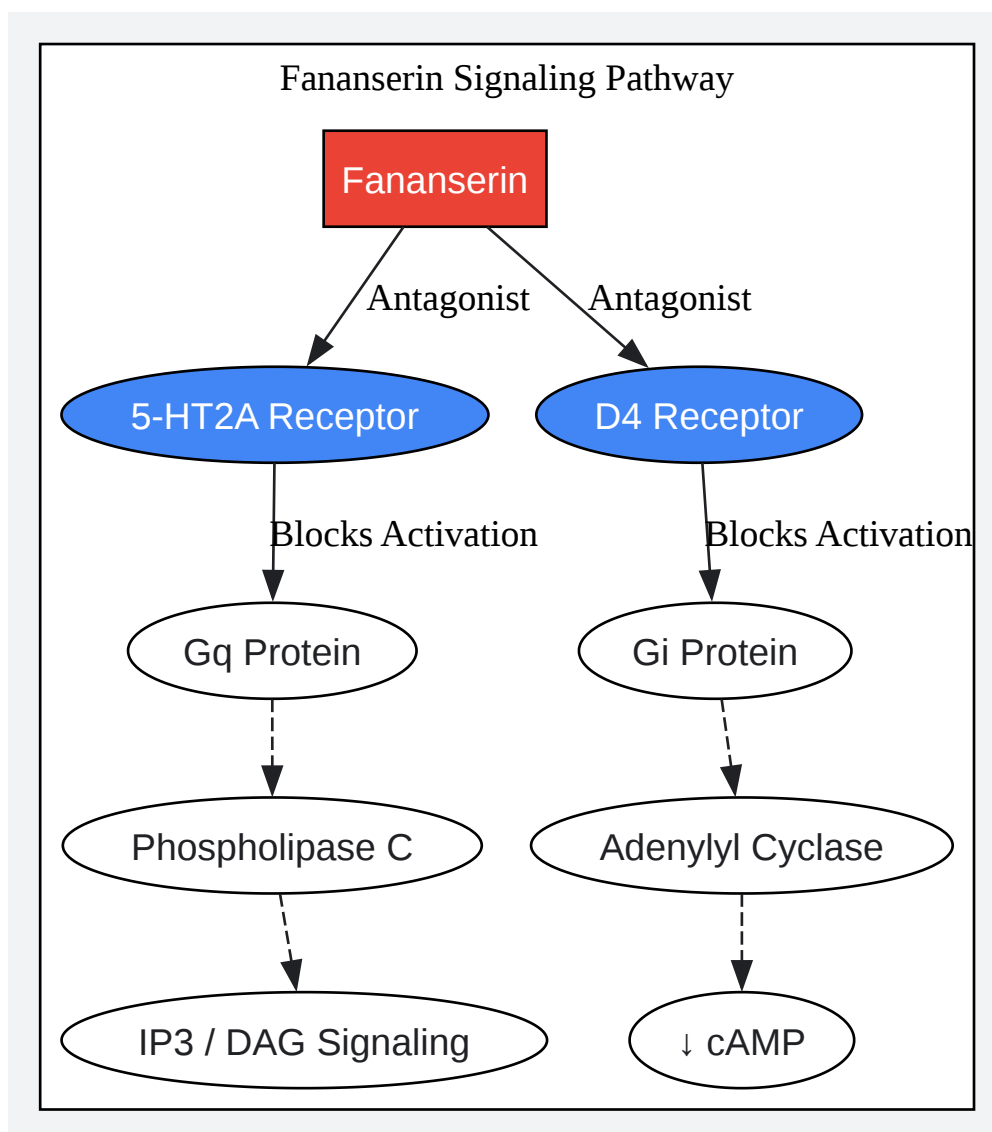 Fananserin Signaling Pathway
Fananserin
Antagonist
Antagonist
5-HT2A Receptor
D4 Receptor
Blocks Activation
Blocks Activation
Gq Protein
Gi Protein
Phospholipase C
Adenylyl Cyclase
IP3 / DAG Signaling
↓ cAMP